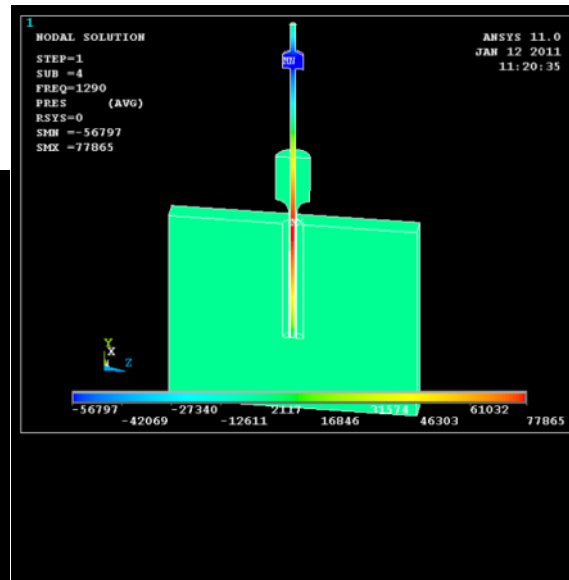 1
NODAL SOLUTION
STEP=1
SUB =4
FREQ=1290
PRES (AVG)
RSYS=0
SMN =-56797
SMX =77865
ANSYS 11.0
JAN 12 2011
11:20:35
MN
Y
X
Z
-56797 -27340 2117 31574 61032 77865
-42069 -12611 16846 46303